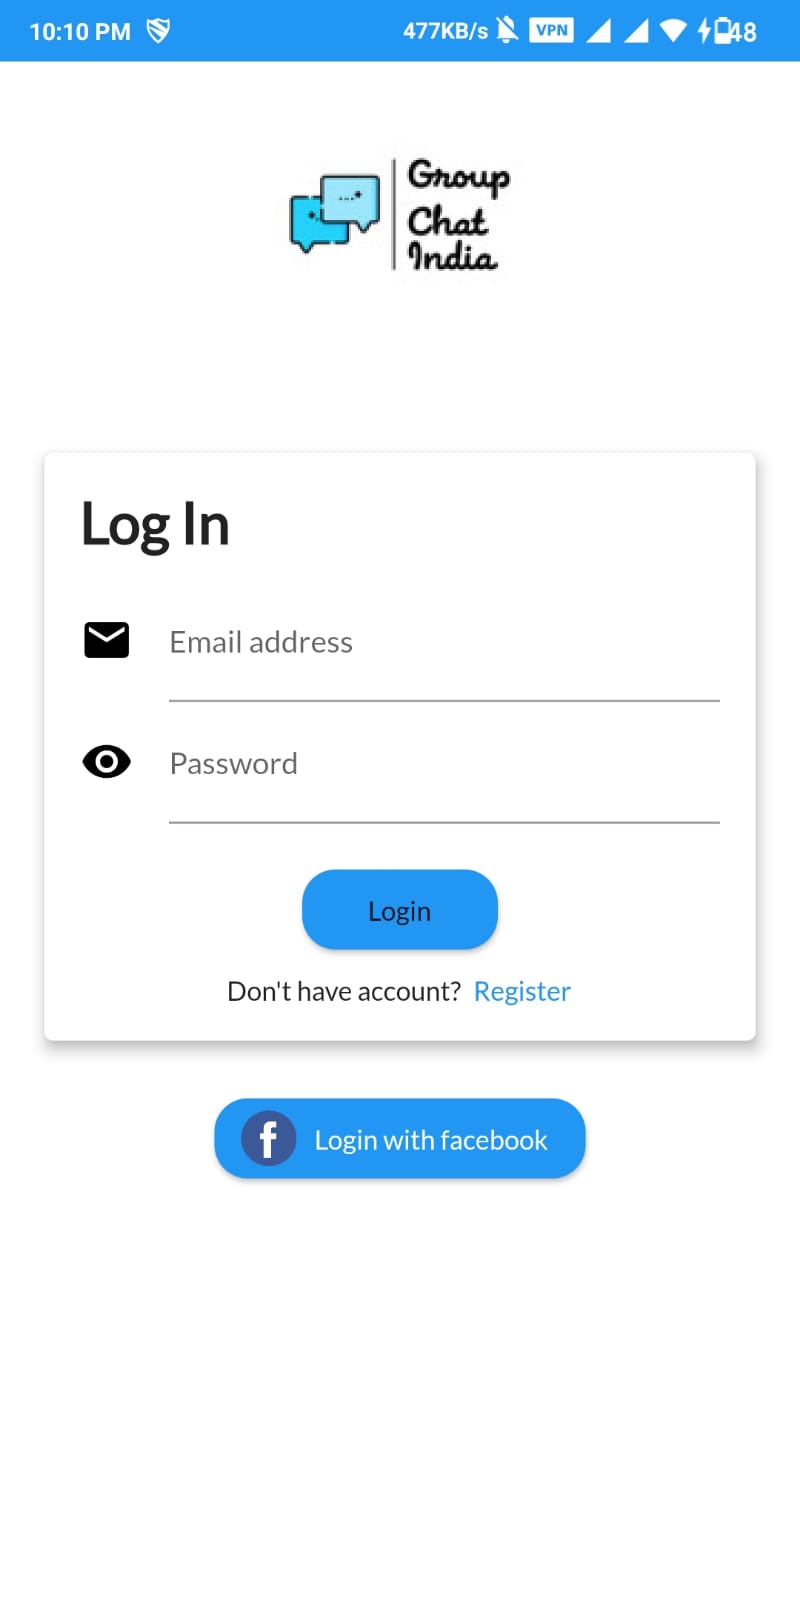 10:10 PM 477KB/s VPN 48
Group
Chat
India
Log In
Email address
Password
Login
Don't have account? Register
f Login with facebook